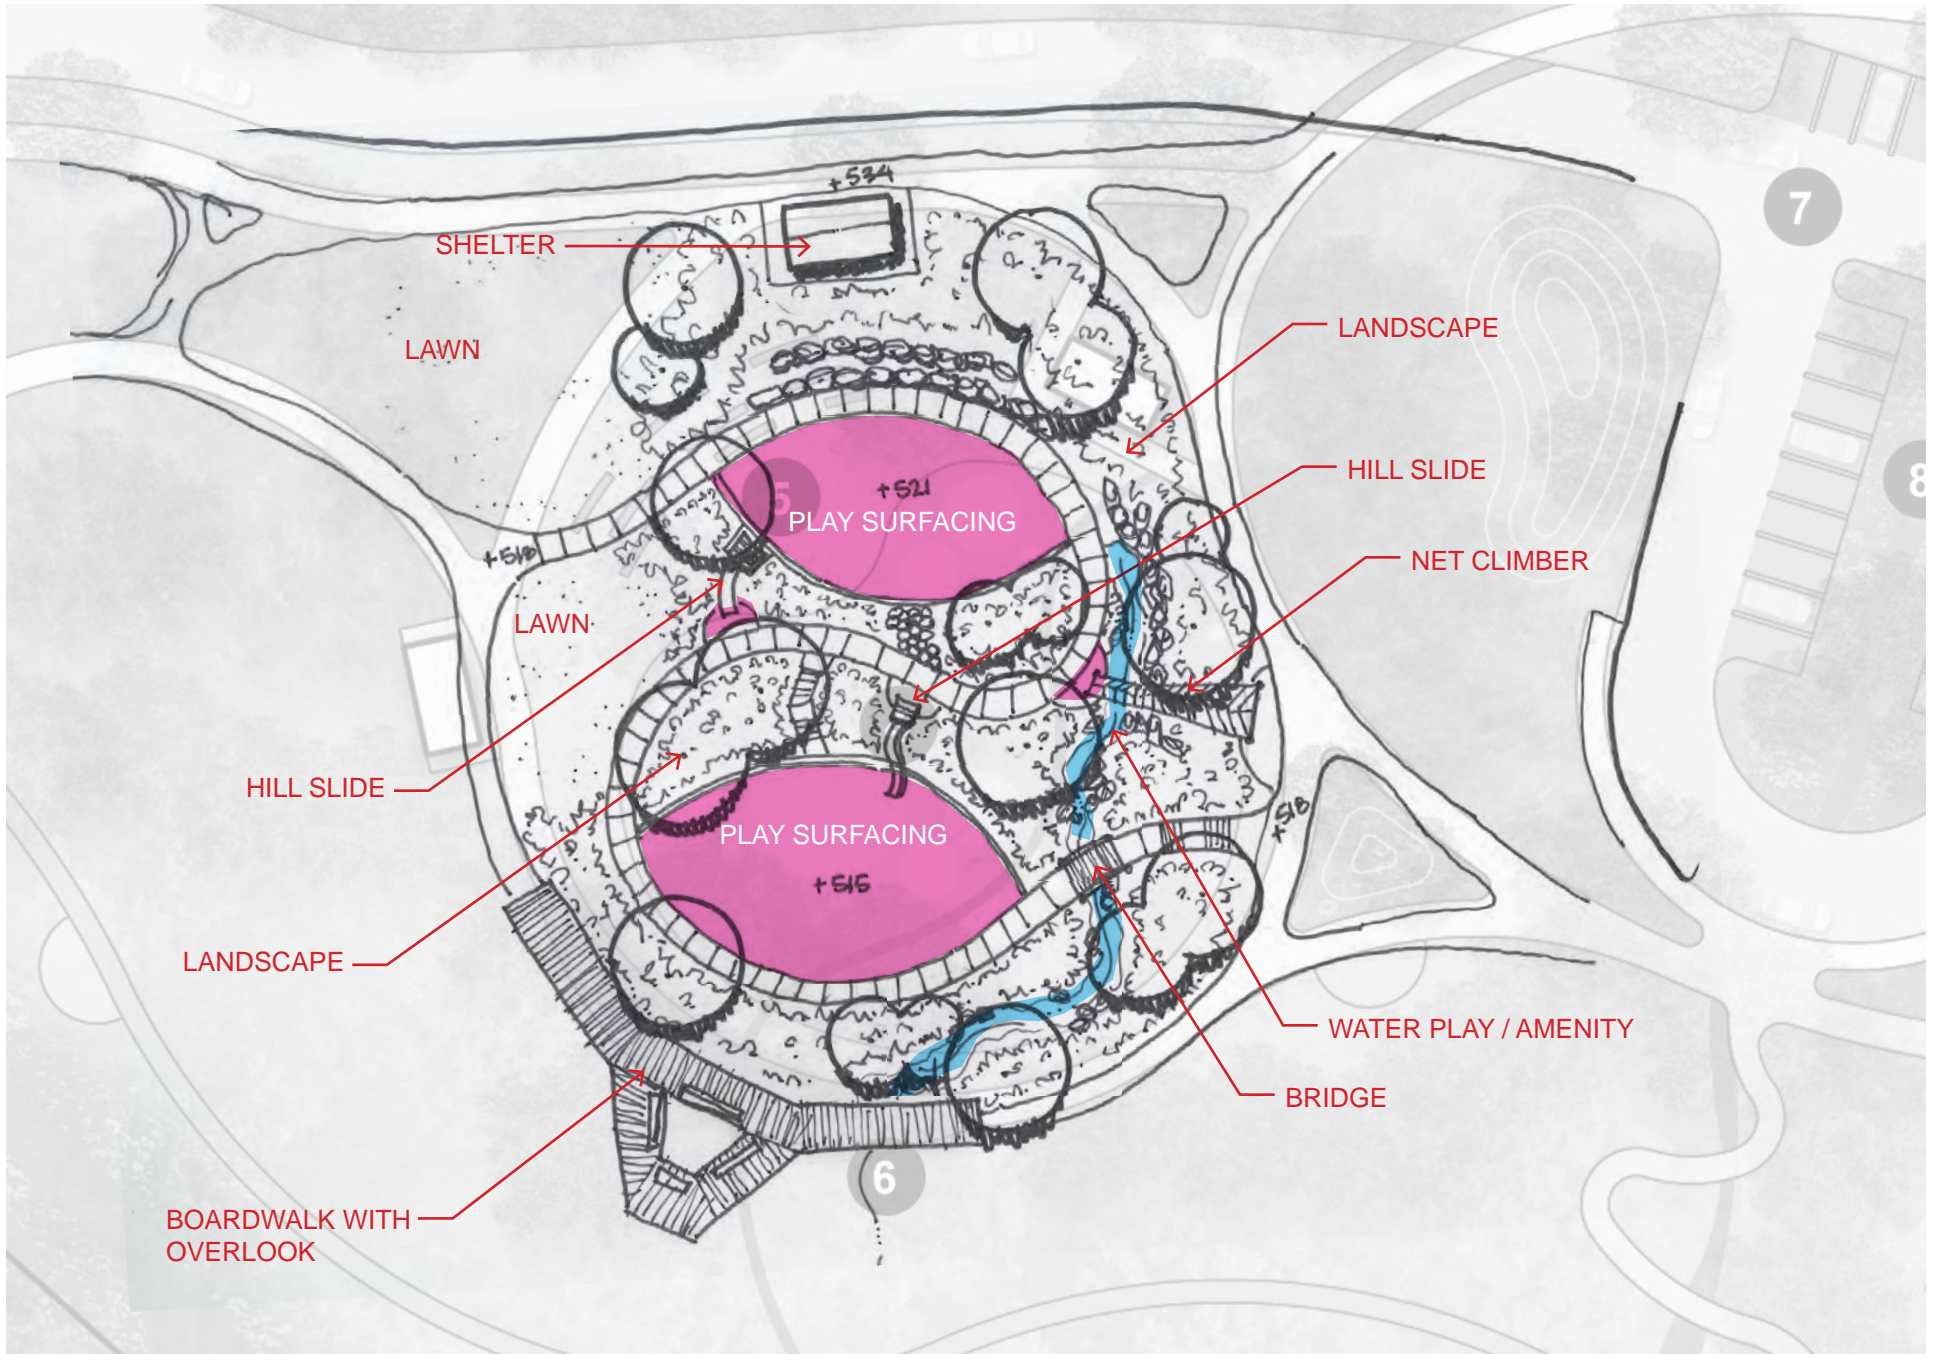 +534
7
SHELTER
LANDSCAPE
LAWN
HILL SLIDE
8
5
+521
PLAY SURFACING
+518
NET CLIMBER
LAWN
HILL SLIDE
+518
PLAY SURFACING
+515
LANDSCAPE
WATER PLAY / AMENITY
BRIDGE
6
BOARDWALK WITH
OVERLOOK